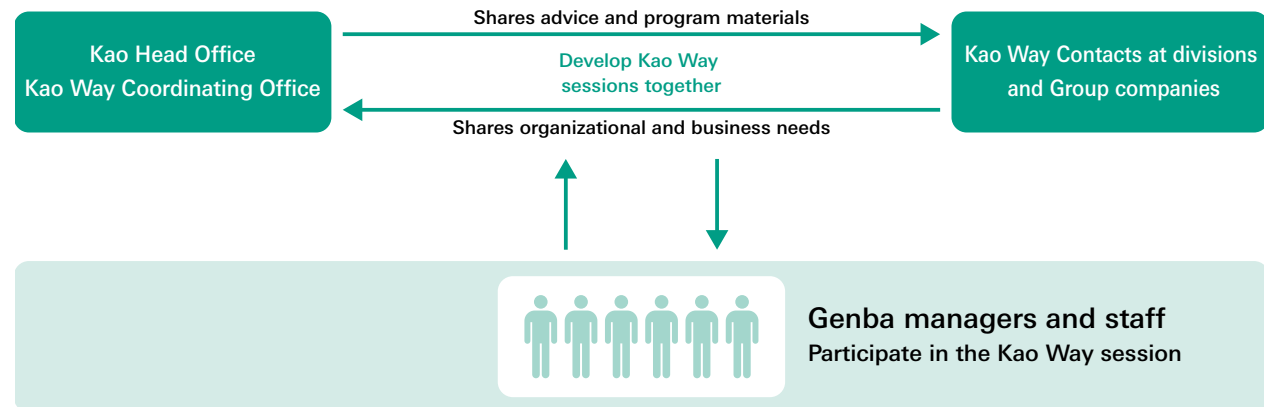 Shares advice and program materials
Kao Head Office
Kao Way Coordinating Office
Develop Kao Way
sessions together
Kao Way Contacts at divisions
and Group companies
Shares organizational and business needs
Genba managers and staff
Participate in the Kao Way session